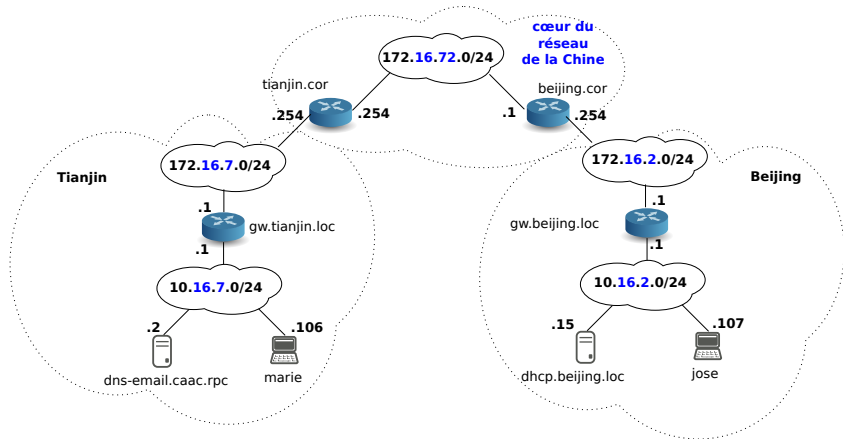 cœur du
réseau
de la Chine
172.16.72.0/24
tianjin.cor
beijing.cor
.254
.254
.1
.254
172.16.7.0/24
172.16.2.0/24
Tianjin
Beijing
.1
.1
gw.tianjin.loc
gw.beijing.loc
.1
.1
10.16.7.0/24
10.16.2.0/24
.2
.106
.15
.107
dns-email.caac.rpc
marie
dhcp.beijing.loc
jose